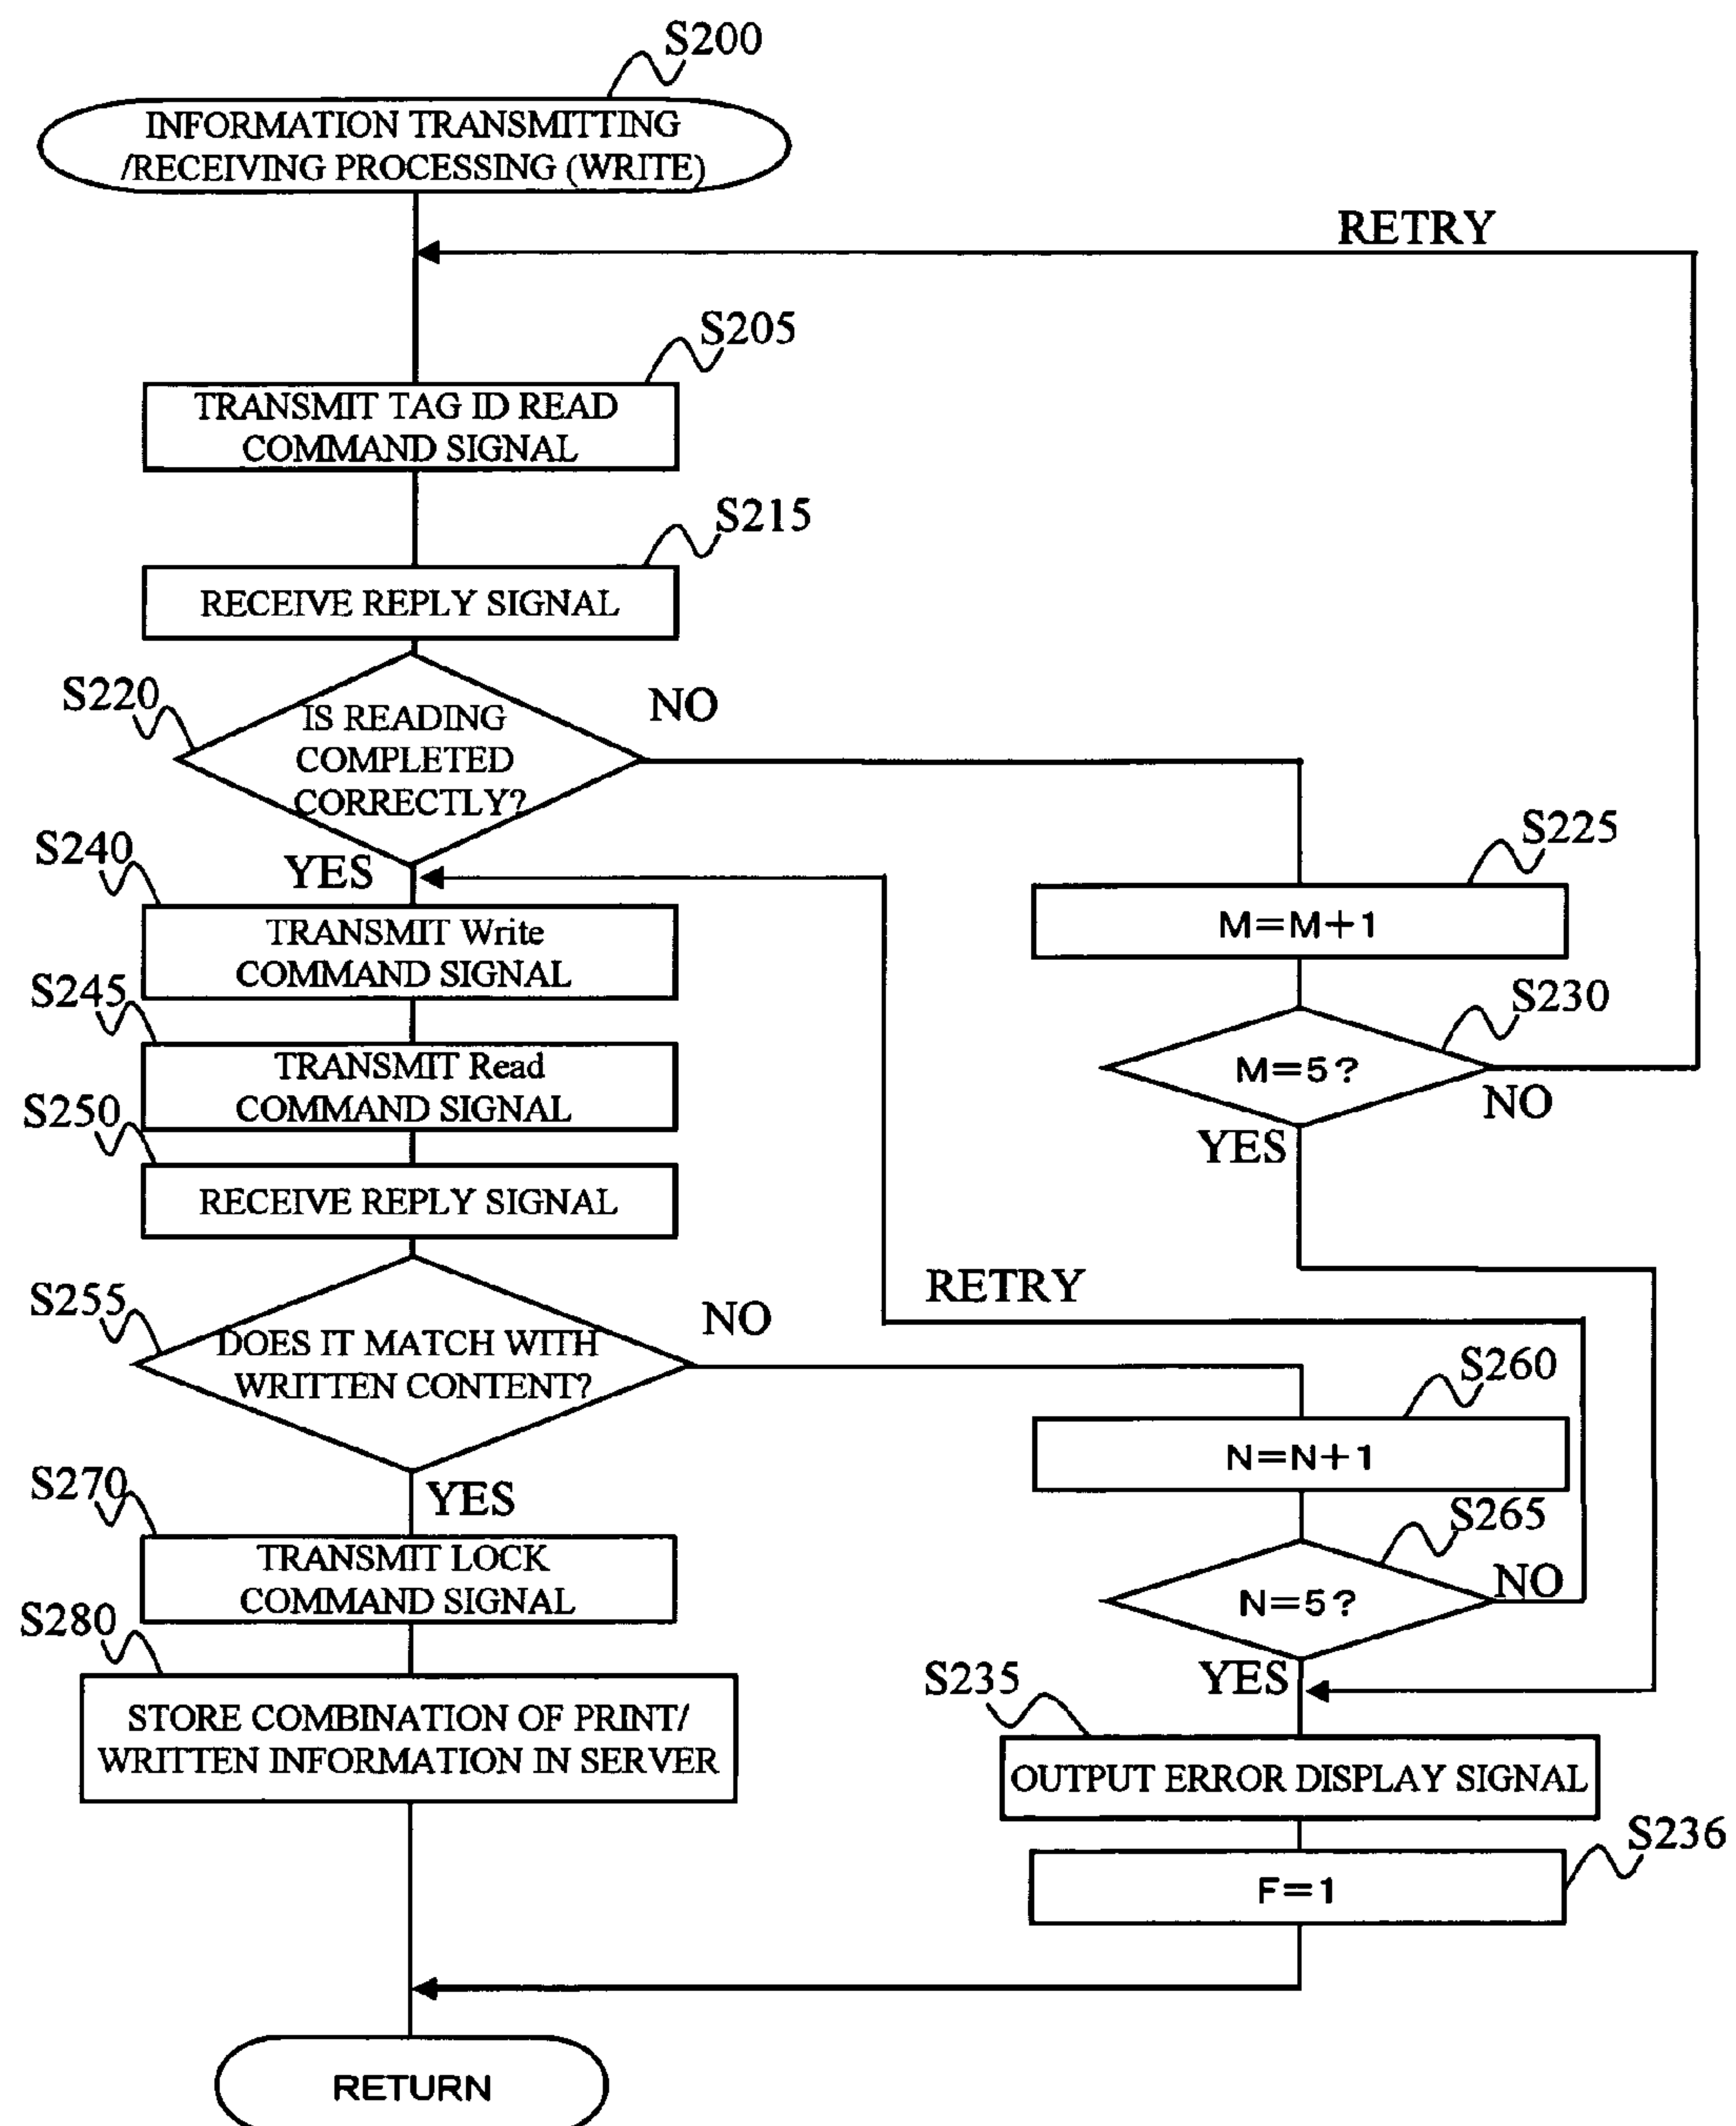 S200
INFORMATION TRANSMITTING
/RECEIVING PROCESSING (WRITE)
RETRY
S205
TRANSMIT TAG ID READ
COMMAND SIGNAL
S215
RECEIVE REPLY SIGNAL
S220
NO
IS READING
COMPLETED
CORRECTLY?
S225
M=M+1
S230
M=5?
NO
YES
S240
YES
TRANSMIT Write
COMMAND SIGNAL
S245
TRANSMIT Read
COMMAND SIGNAL
S250
RECEIVE REPLY SIGNAL
RETRY
S255
NO
DOES IT MATCH WITH
WRITTEN CONTENT?
S260
N=N+1
S265
N=5?
NO
YES
S270
YES
TRANSMIT LOCK
COMMAND SIGNAL
S280
STORE COMBINATION OF PRINT/
WRITTEN INFORMATION IN SERVER
S235
OUTPUT ERROR DISPLAY SIGNAL
S236
F=1
RETURN